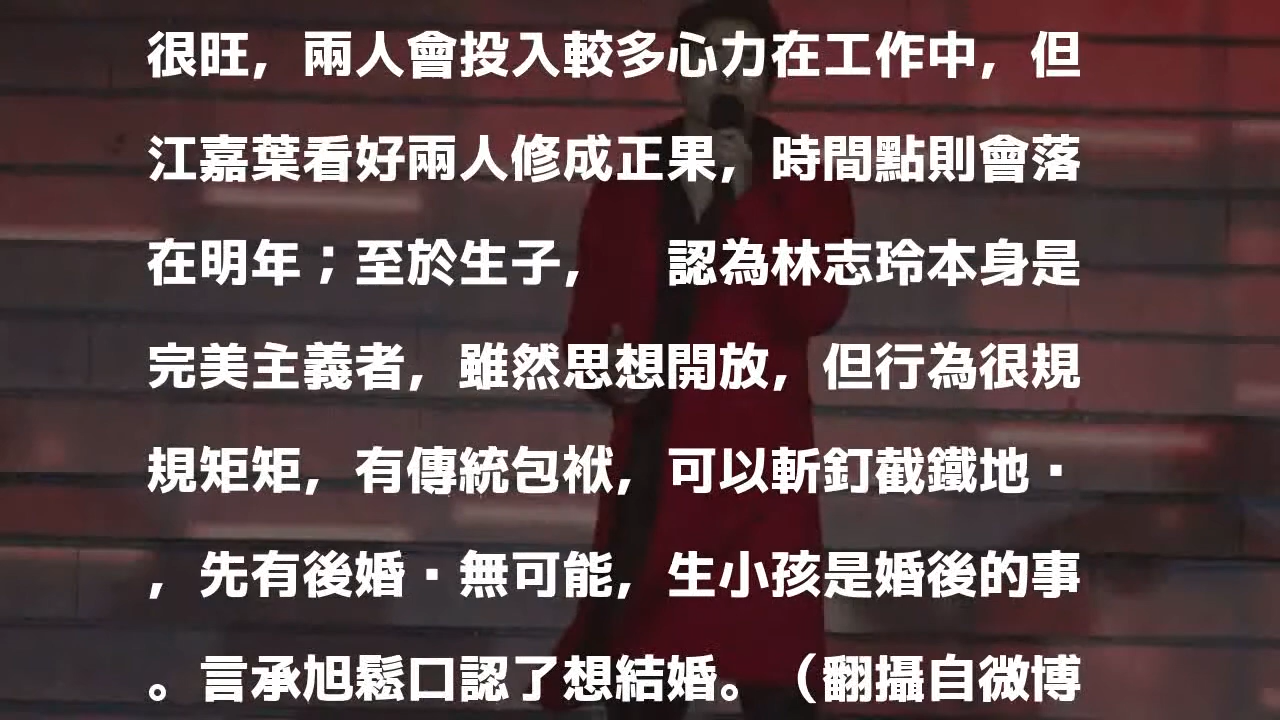 很旺，兩人會投入較多心力在工作中，但
江嘉葉看好兩人修成正果，時間點則會落
在明年；至於生子，　認為林志玲本身是
完美主義者，雖然思想開放，但行為很規
規矩矩，有傳統包袱，可以斬釘截鐵地▪
，先有後婚▪無可能，生小孩是婚後的事
。言承旭鬆口認了想結婚。（翻攝自微博